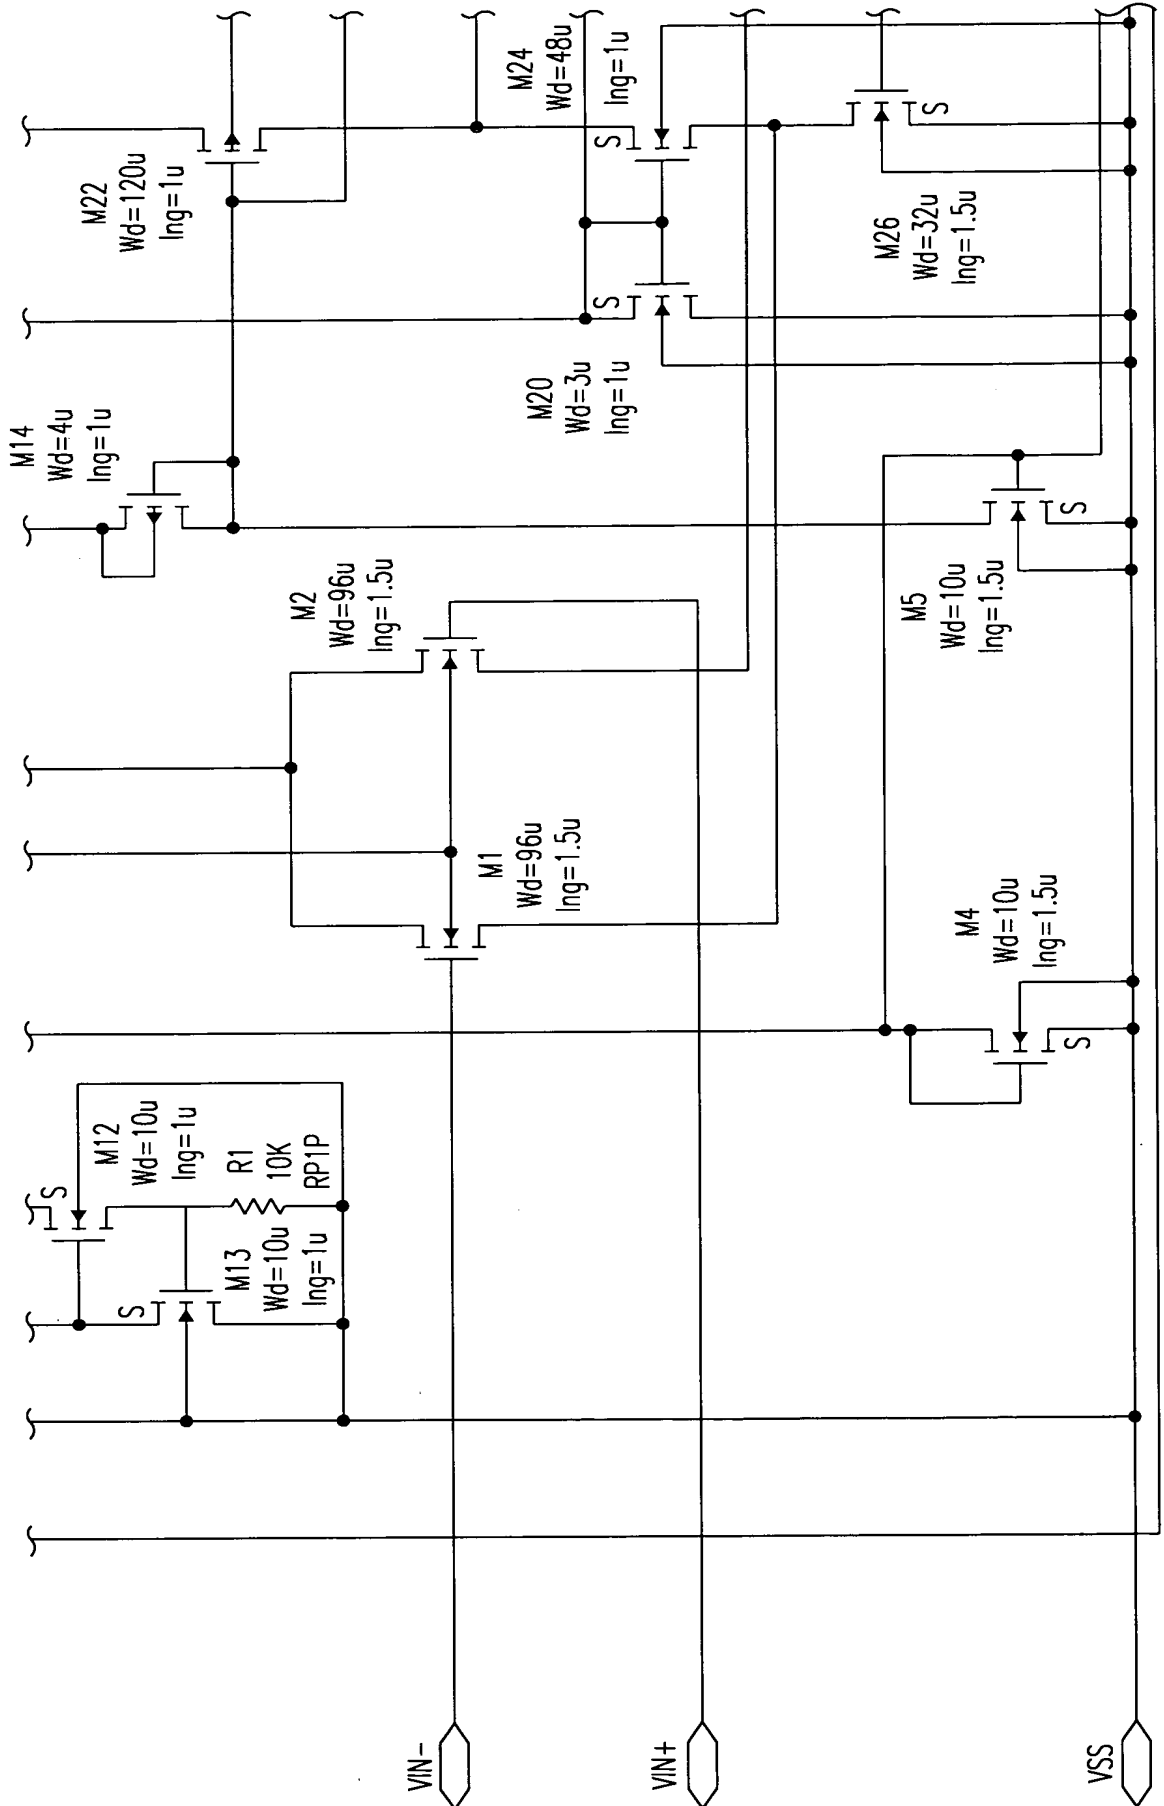 M22
Wd=120u
lng=1u
M24
Wd=48u
lng=1u
S
S
M26
Wd=32u
lng=1.5u
S
M20
Wd=3u
lng=1u
M14
Wd=4u
lng=1u
M2
Wd=96u
lng=1.5u
M5
Wd=10u
lng=1.5u
S
M1
Wd=96u
lng=1.5u
M4
Wd=10u
lng=1.5u
S
M12
Wd=10u
lng=1u
S
R1
10K
RP1P
M13
Wd=10u
lng=1u
S
VIN-
VIN+
VSS